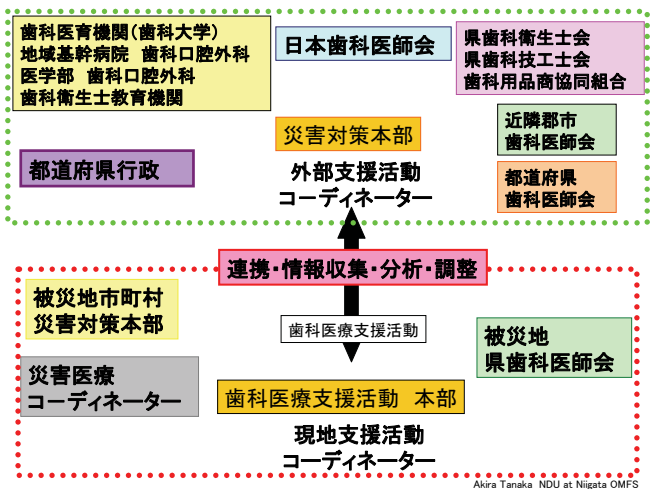 歯科医育機関（歯科大学）
地域基幹病院　歯科口腔外科
医学部　歯科口腔外科
歯科衛生士教育機関
日本歯科医師会
県歯科衛生士会
県歯科技工士会
歯科用品商協同組合
災害対策本部
近隣郡市
歯科医師会
都道府県行政
外部支援活動
コーディネーター
都道府県
歯科医師会
連携・情報収集・分析・調整
被災地市町村
災害対策本部
歯科医療支援活動
被災地
県歯科医師会
災害医療
コーディネーター
歯科医療支援活動　本部
現地支援活動
コーディネーター
Akira Tanaka NDU at Niigata OMFS